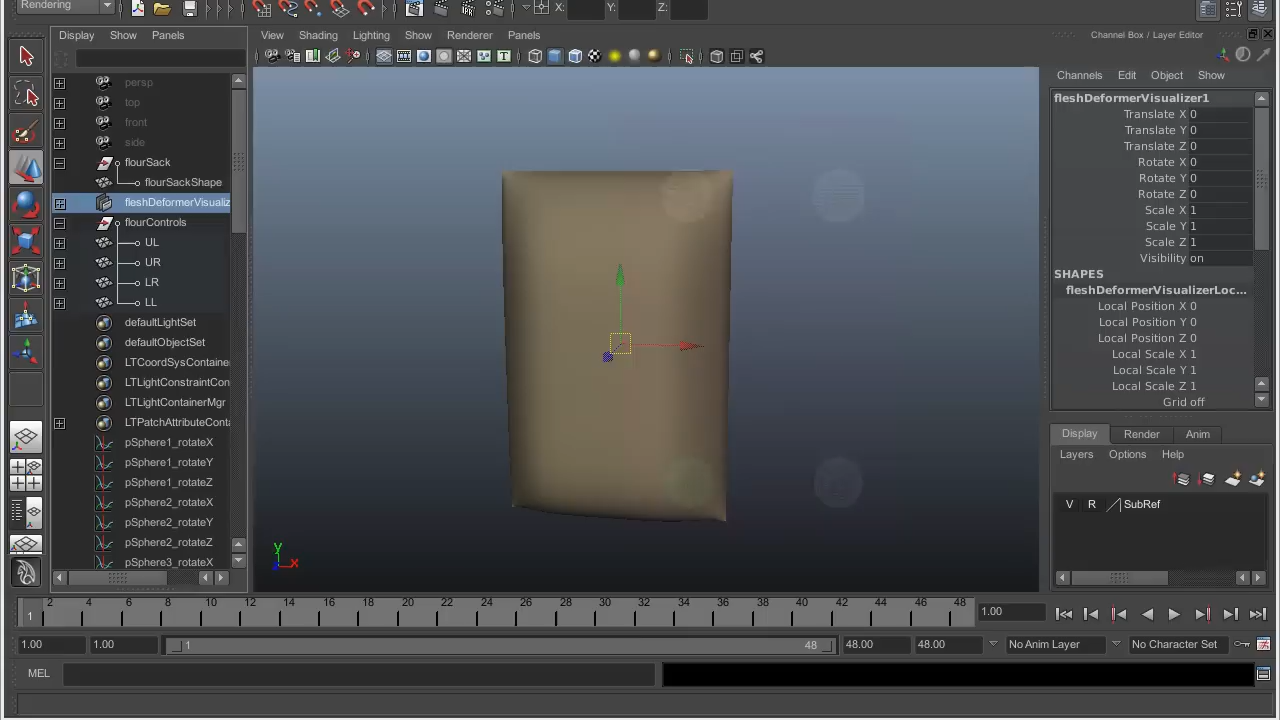 Rendering
X:
Y:
Z:
Display
Show
Panels
View
Shading
Lighting
Show
Renderer
Panels
Channel Box / Layer Editor
Channels
Edit
Object
Show
persp
top
front
side
flourSack
flourSackShape
fleshDeformerVisualiz
flourControls
UL
UR
LR
LL
defaultLightSet
defaultObjectSet
LTCoordSysContaine
LTLightConstraintCon
LTLightContainerMgr
LTPatchAttributeConta
pSphere1_rotateX
pSphere1_rotateY
pSphere1_rotateZ
pSphere2_rotateX
pSphere2_rotateY
pSphere2_rotateZ
pSphere3_rotateX
y
x
fleshDeformerVisualizer1
Translate X 0
Translate Y 0
Translate Z 0
Rotate X 0
Rotate Y 0
Rotate Z 0
Scale X 1
Scale Y 1
Scale Z 1
Visibility on
SHAPES
fleshDeformerVisualizerLoc...
Local Position X 0
Local Position Y 0
Local Position Z 0
Local Scale X 1
Local Scale Y 1
Local Scale Z 1
Grid off
Display
Render
Anim
Layers
Options
Help
V
R
SubRef
1
2 4 6 8 10 12 14 16 18 20 22 24 26 28 30 32 34 36 38 40 42 44 46 48
1.00
1.00
1.00
1
48
48.00
48.00
No Anim Layer
No Character Set
MEL